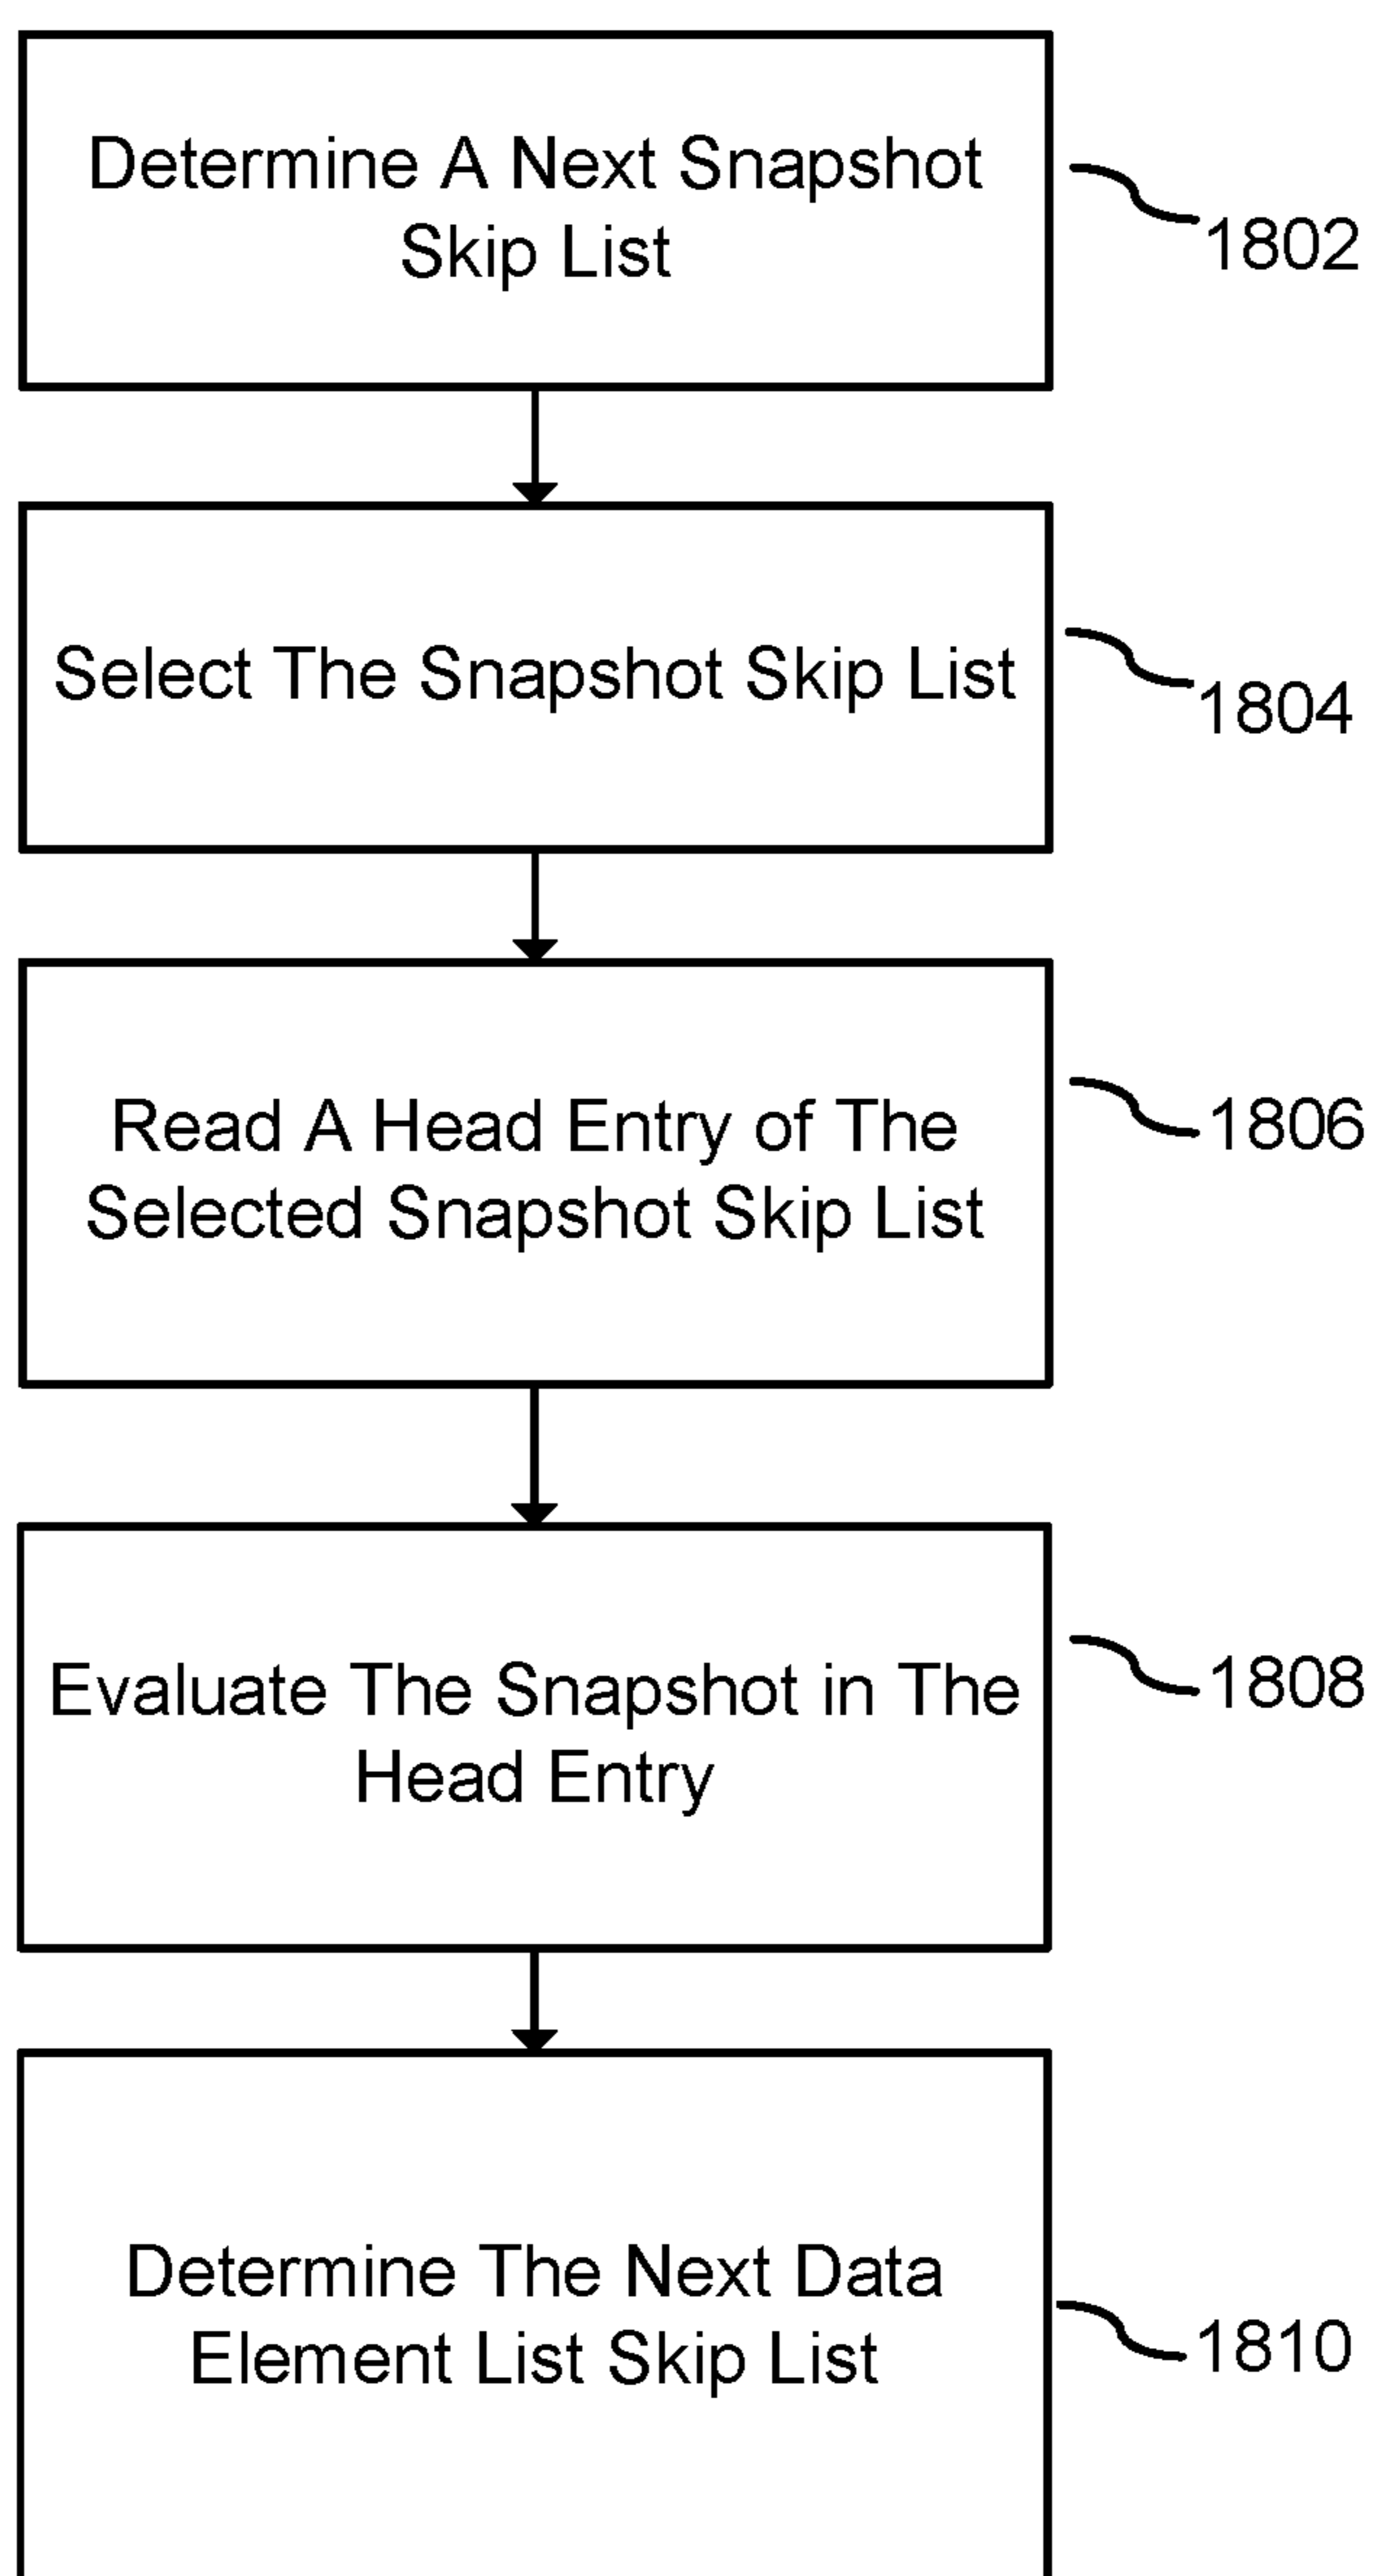 Determine A Next Snapshot
Skip List
1802
Select The Snapshot Skip List
1804
Read A Head Entry of The
Selected Snapshot Skip List
1806
Evaluate The Snapshot in The
Head Entry
1808
Determine The Next Data
Element List Skip List
1810